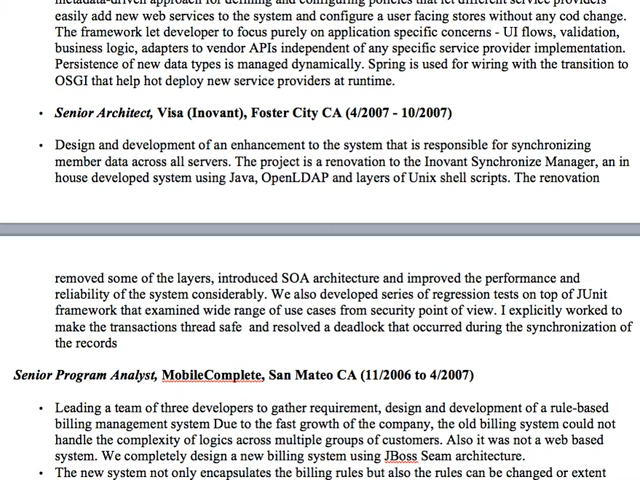 metadata-driven approach for defining and configuring policies that let different service providers
easily add new web services to the system and configure a user facing stores without any cod change.
The framework let developer to focus purely on application specific concerns - UI flows, validation,
business logic, adapters to vendor APIs independent of any specific service provider implementation.
Persistence of new data types is managed dynamically. Spring is used for wiring with the transition to
OSGI that help hot deploy new service providers at runtime.
• Senior Architect, Visa (Inovant), Foster City CA (4/2007 - 10/2007)
• Design and development of an enhancement to the system that is responsible for synchronizing
member data across all servers. The project is a renovation to the Inovant Synchronize Manager, an in
house developed system using Java, OpenLDAP and layers of Unix shell scripts. The renovation
removed some of the layers, introduced SOA architecture and improved the performance and
reliability of the system considerably. We also developed series of regression tests on top of JUnit
framework that examined wide range of use cases from security point of view. I explicitly worked to
make the transactions thread safe and resolved a deadlock that occurred during the synchronization of
the records
Senior Program Analyst, MobileComplete, San Mateo CA (11/2006 to 4/2007)
• Leading a team of three developers to gather requirement, design and development of a rule-based
billing management system Due to the fast growth of the company, the old billing system could not
handle the complexity of logics across multiple groups of customers. Also it was not a web based
system. We completely design a new billing system using JBoss Seam architecture.
• The new system not only encapsulates the billing rules but also the rules can be changed or extent